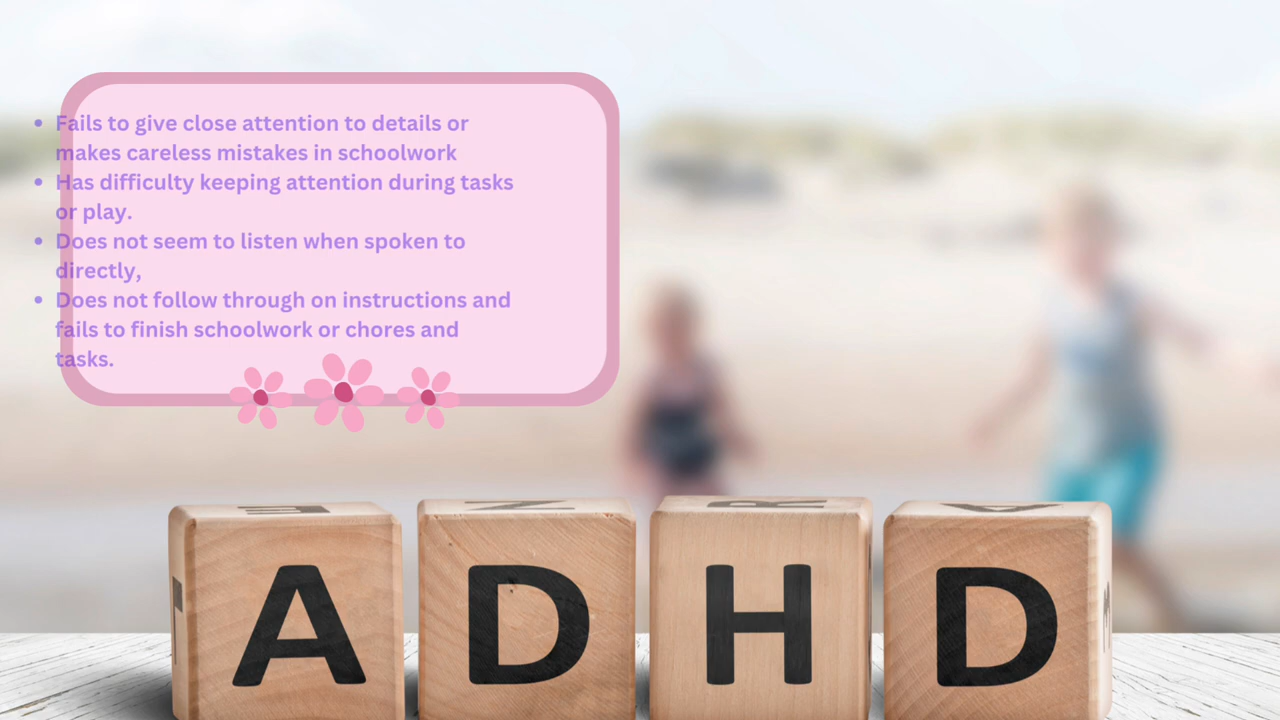 • Fails to give close attention to details or
makes careless mistakes in schoolwork
• Has difficulty keeping attention during tasks
or play.
• Does not seem to listen when spoken to
directly,
• Does not follow through on instructions and
fails to finish schoolwork or chores and
tasks.
E N R A
A D H D
M